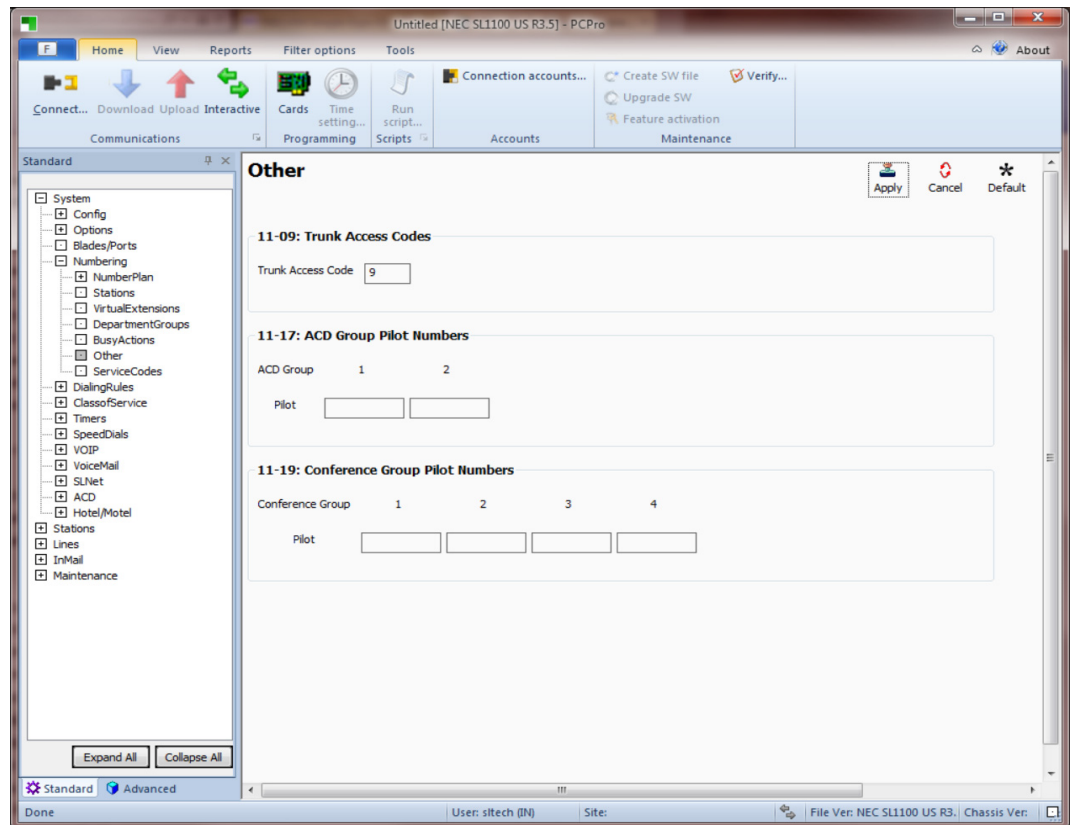 Untitled [NEC SL1100 US R3.5] - PCPro
F Home View Reports Filter options Tools About
Connect... Download Upload Interactive
Communications
Cards Time setting...
Programming
Run script...
Scripts
Connection accounts...
Accounts
Create SW file Verify...
Upgrade SW
Feature activation
Maintenance
Standard
System
Config
Options
Blades/Ports
Numbering
NumberPlan
Stations
VirtualExtensions
DepartmentGroups
BusyActions
Other
ServiceCodes
DialingRules
ClassofService
Timers
SpeedDials
VOIP
VoiceMail
SLNet
ACD
Hotel/Motel
Stations
Lines
InMail
Maintenance
Expand All Collapse All
Standard Advanced
Other
Apply Cancel Default
11-09: Trunk Access Codes
Trunk Access Code 9
11-17: ACD Group Pilot Numbers
ACD Group 1 2
Pilot
11-19: Conference Group Pilot Numbers
Conference Group 1 2 3 4
Pilot
Done User: sltech (IN) Site: File Ver: NEC SL1100 US R3. Chassis Ver: